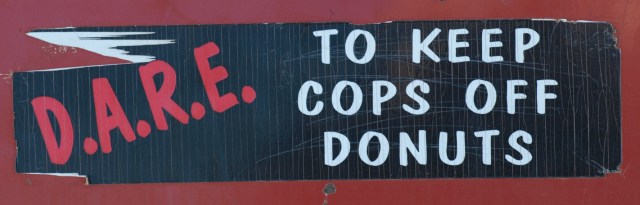 D.A.R.E.
TO KEEP
COPS OFF
DONUTS